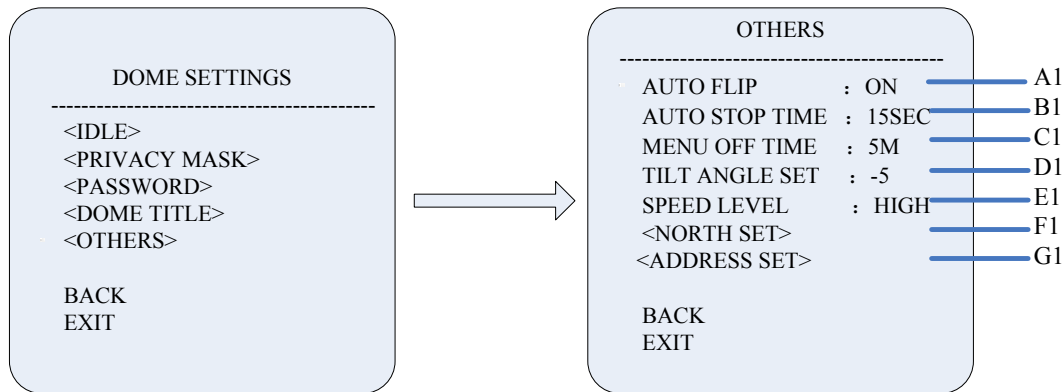 DOME SETTINGS
<IDLE>
<PRIVACY MASK>
<PASSWORD>
<DOME TITLE>
<OTHERS>
BACK
EXIT
OTHERS
AUTO FLIP : ON A1
AUTO STOP TIME : 15SEC B1
MENU OFF TIME : 5M C1
TILT ANGLE SET : -5 D1
SPEED LEVEL : HIGH E1
<NORTH SET> F1
<ADDRESS SET> G1
BACK
EXIT